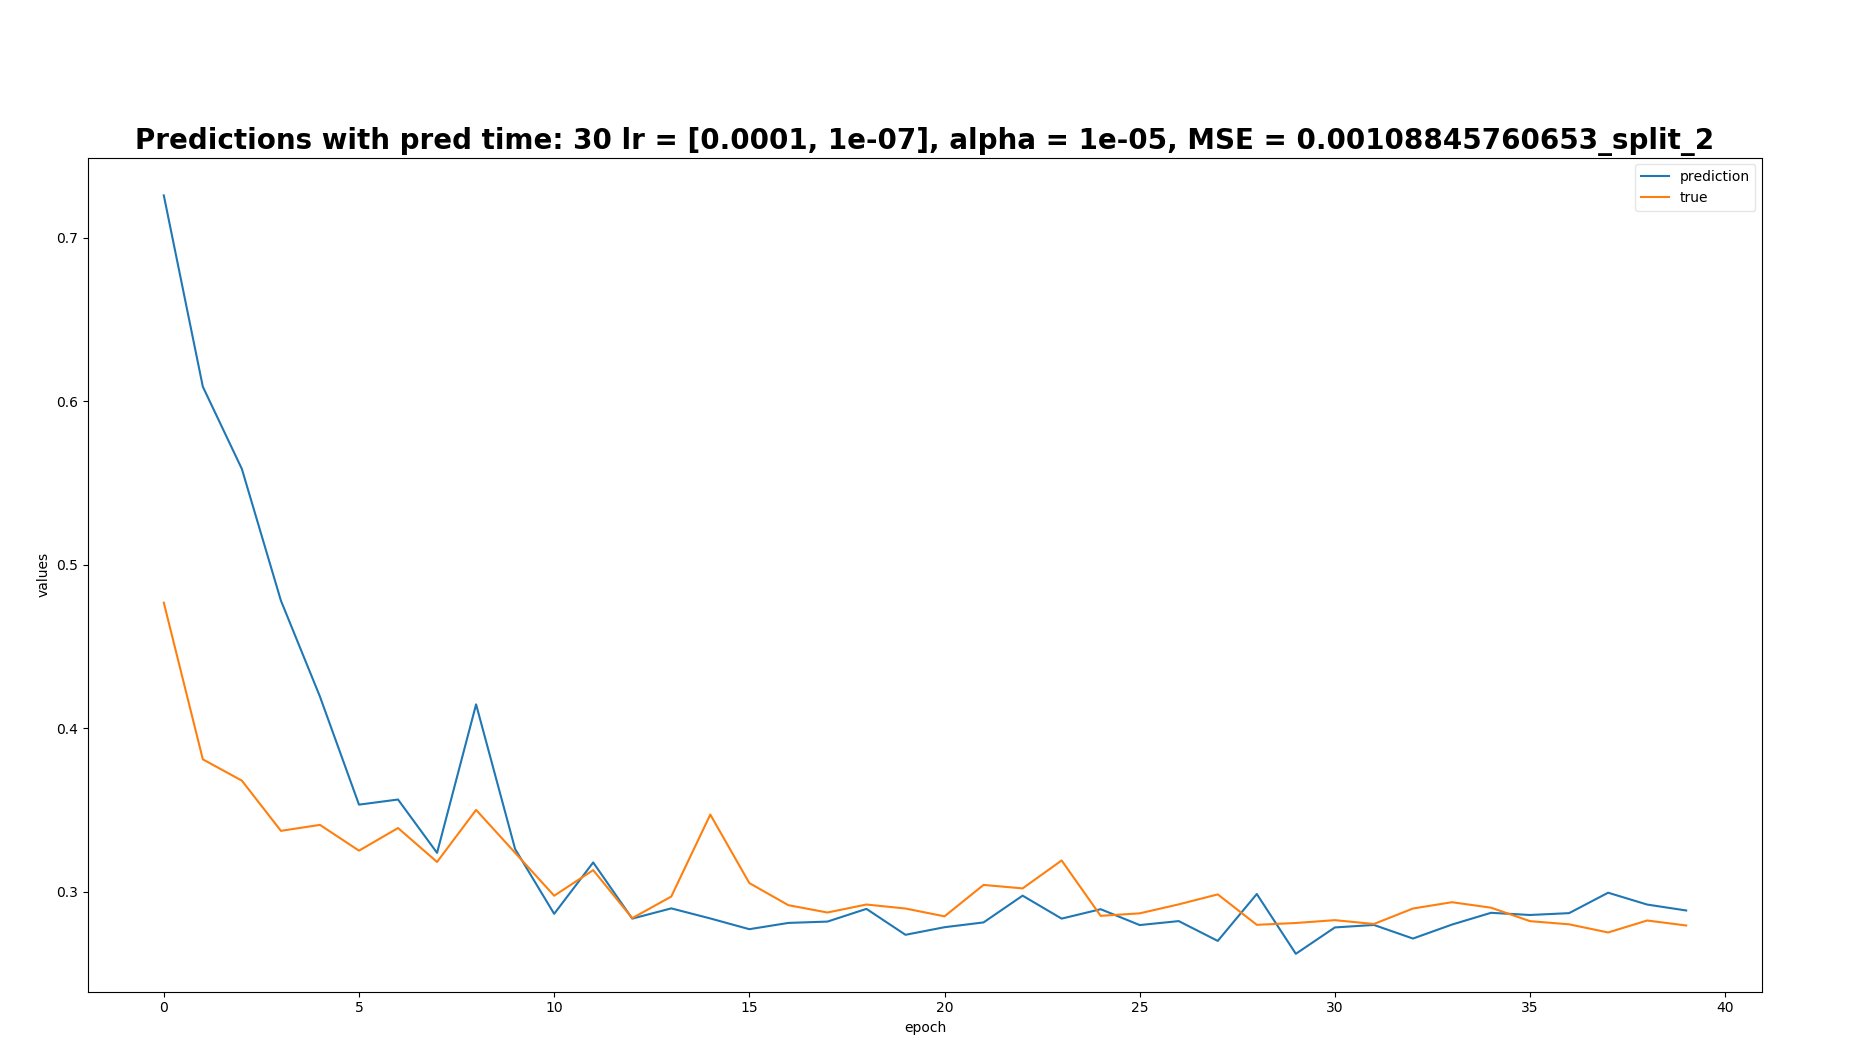 Predictions with pred time: 30 lr = [0.0001, 1e-07], alpha = 1e-05, MSE = 0.00108845760653_split_2
prediction
true
0.7
0.6
0.5
0.4
0.3
values
0 5 10 15 20 25 30 35 40
epoch